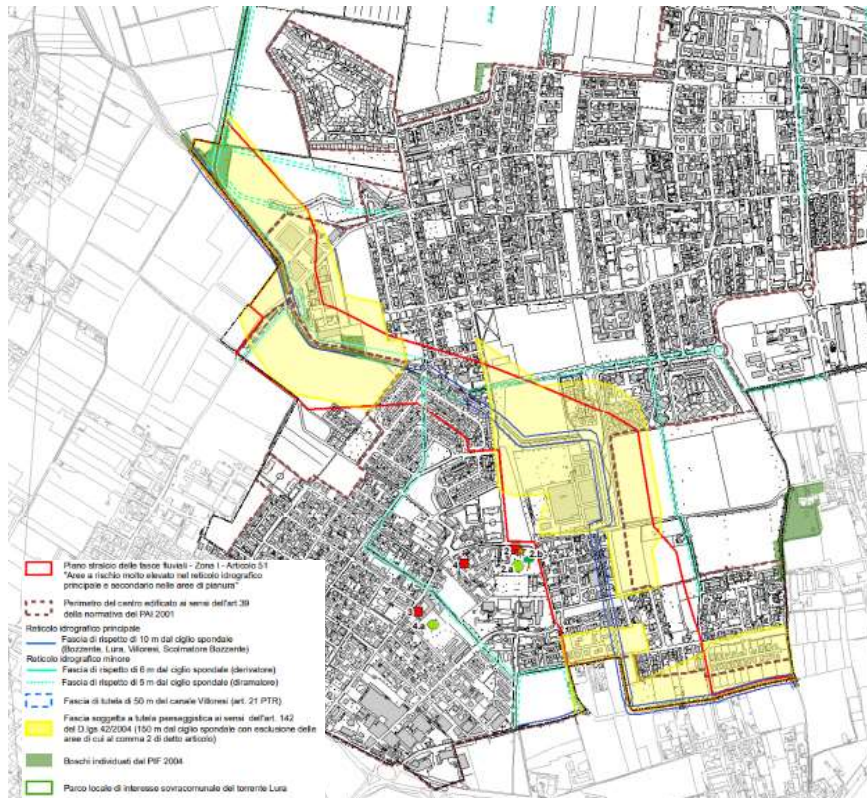 2
2b
2a
4
4a
Piano stralcio delle fasce fluviali - Zona I - Articolo 51
"Aree a rischio molto elevato nel reticolo idrografico
principale e secondario nelle aree di pianura"
Perimetro del centro edificato ai sensi dell'art 39
della normativa del PAI 2001
Reticolo idrografico principale
Fascia di rispetto di 10 m dal ciglio spondale
(Bozzente, Lura, Villoresi, Scolmatore Bozzente)
Reticolo idrografico minore
Fascia di rispetto di 6 m dal ciglio spondale (derivatore)
Fascia di rispetto di 5 m dal ciglio spondale (diramatore)
Fascia di tutela di 50 m del canale Villoresi (art. 21 PTR)
Fascia soggetta a tutela paesaggistica ai sensi dell'art. 142
del D.lgs 42/2004 (150 m dal ciglio spondale con esclusione delle
aree di cui al comma 2 di detto articolo)
Boschi individuati dal PIF 2004
Parco locale di interesse sovracomunale del torrente Lura